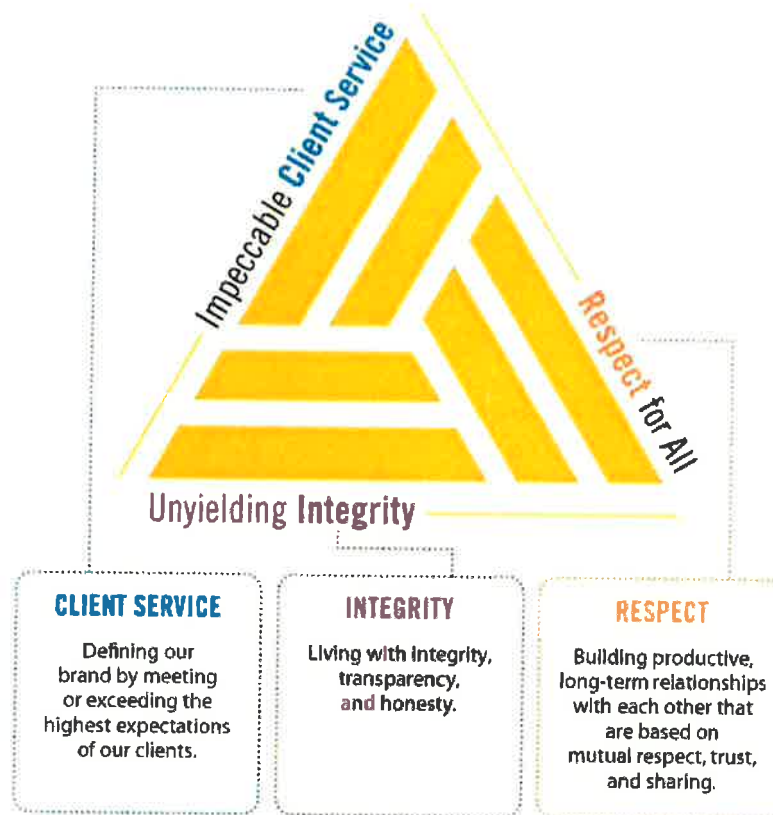 Impeccable Client Service
Respect for All
Unyielding Integrity
CLIENT SERVICE
Defining our
brand by meeting
or exceeding the
highest expectations
of our clients.
INTEGRITY
Living with integrity,
transparency,
and honesty.
RESPECT
Building productive,
long-term relationships
with each other that
are based on
mutual respect, trust,
and sharing.